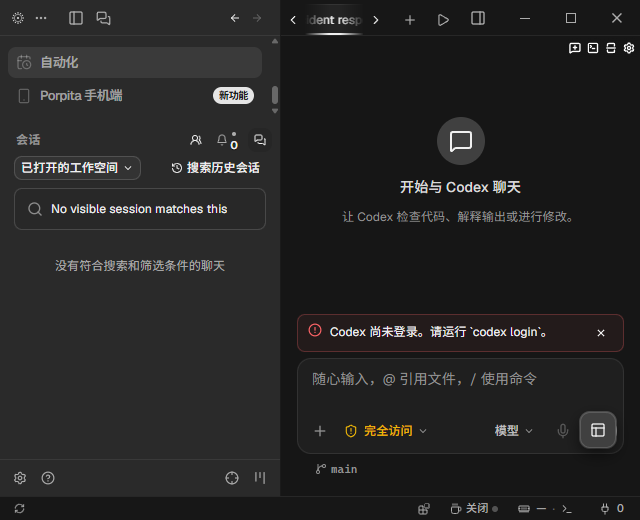 自动化
Porpita 手机端
新功能
会话
0
已打开的工作空间
搜索历史会话
No visible session matches this
没有符合搜索和筛选条件的聊天
ident resp
开始与 Codex 聊天
让 Codex 检查代码、解释输出或进行修改。
Codex 尚未登录。请运行 `codex login`。
随心输入，@ 引用文件，/ 使用命令
完全访问
模型
main
关闭
0